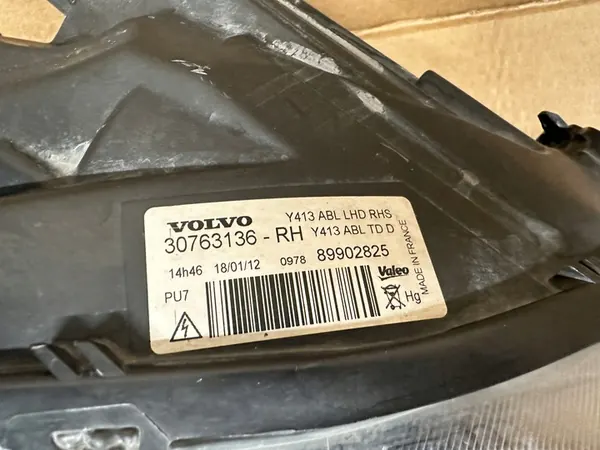 VOLVO Y413 ABL LHD RHS
30763136 - RH Y413 ABL TD D
14h46 18/01/12 0978 89902825
PU7
Valeo
Hg
MADE IN FRANCE